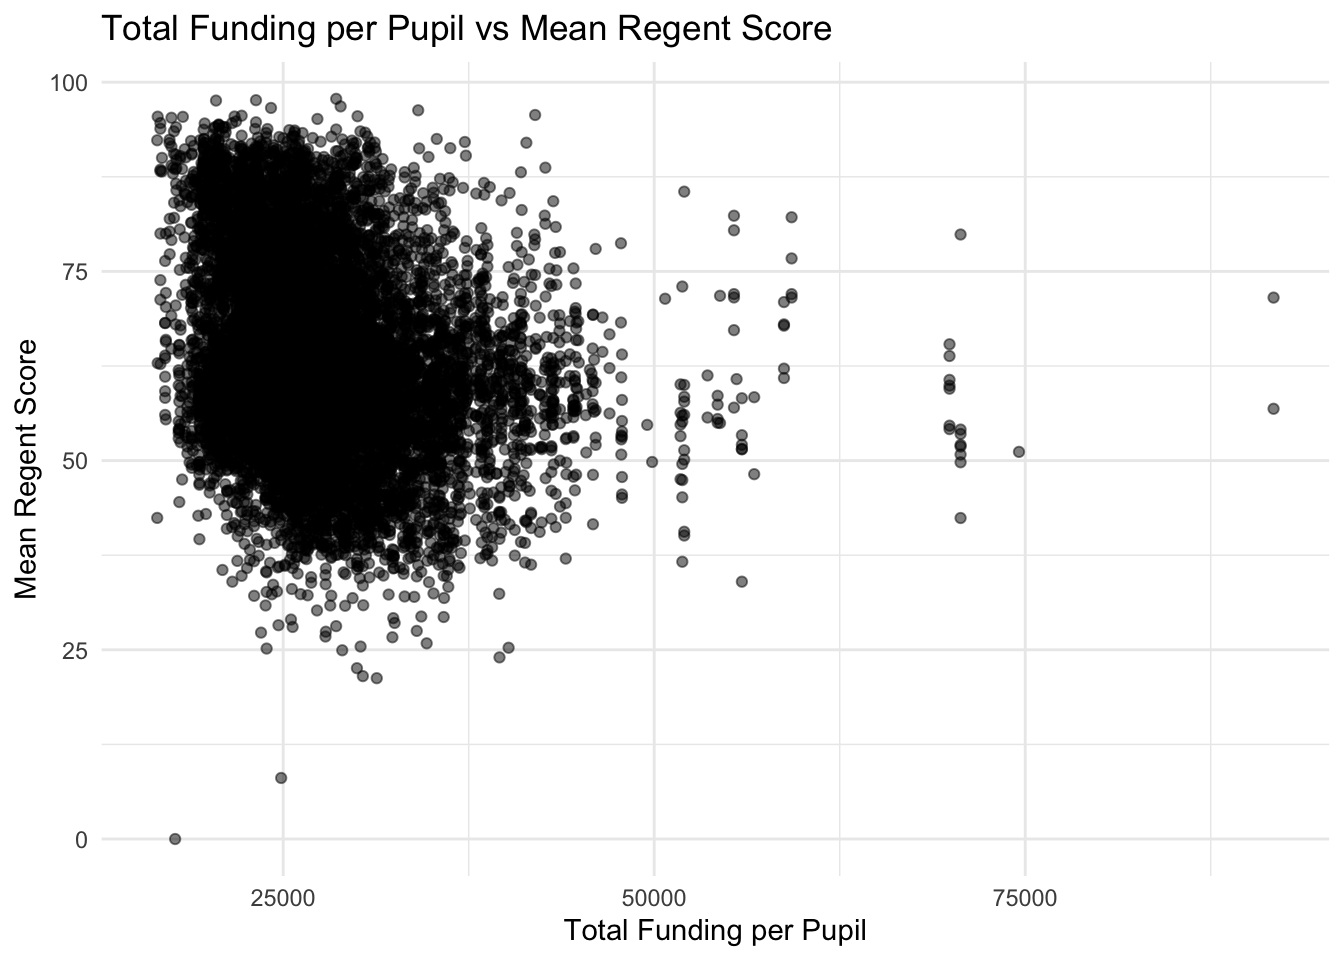 Total Funding per Pupil vs Mean Regent Score
100
75
50
25
0
Mean Regent Score
25000 50000 75000
Total Funding per Pupil